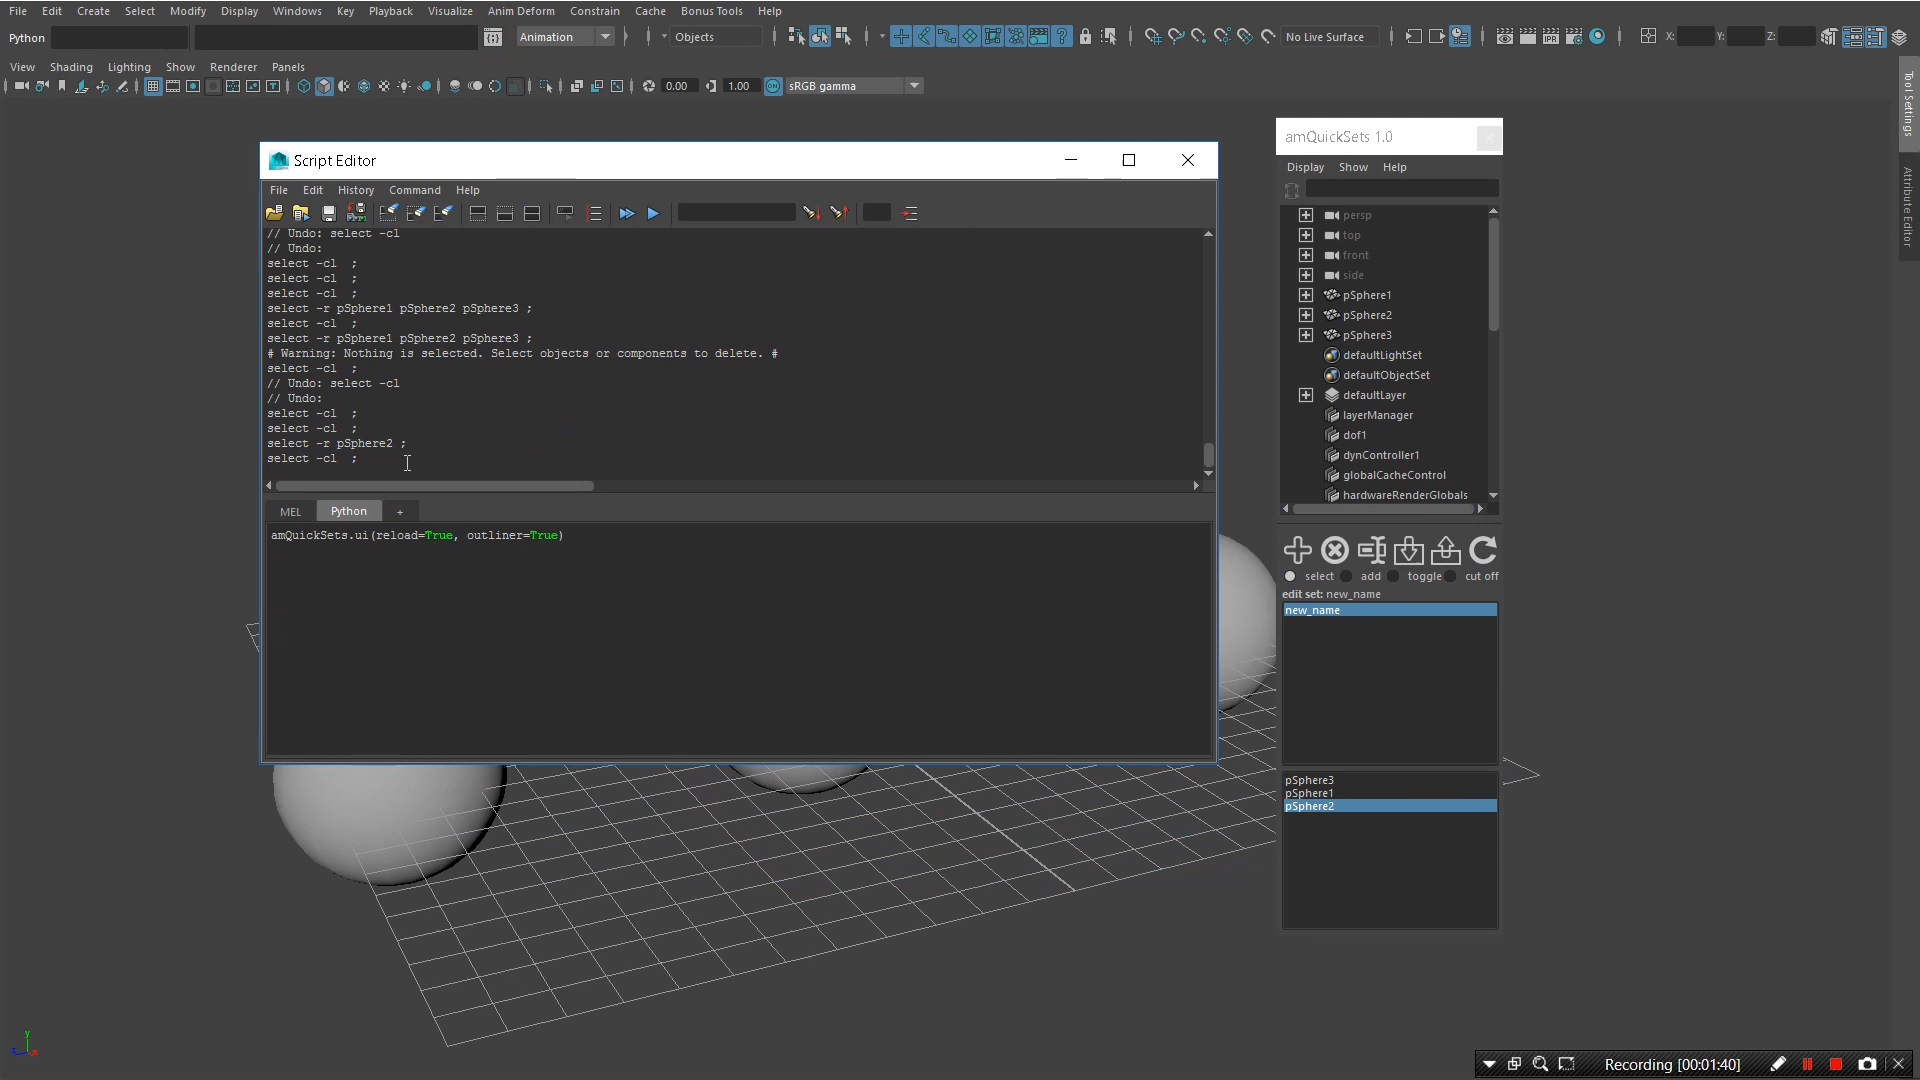 File Edit Create Select Modify Display Windows Key Playback Visualize Anim Deform Constrain Cache Bonus Tools Help
Python Animation Objects No Live Surface X: Y: Z:
View Shading Lighting Show Renderer Panels
0.00 1.00 ON sRGB gamma
Tool Settings
Attribute Editor
Script Editor
File Edit History Command Help
// Undo: select -cl
// Undo:
select -cl  ;
select -cl  ;
select -cl  ;
select -r pSphere1 pSphere2 pSphere3 ;
select -cl  ;
select -r pSphere1 pSphere2 pSphere3 ;
# Warning: Nothing is selected. Select objects or components to delete. #
select -cl  ;
// Undo: select -cl
// Undo:
select -cl  ;
select -cl  ;
select -r pSphere2 ;
select -cl  ;
MEL Python +
amQuickSets.ui(reload=True, outliner=True)
amQuickSets 1.0
Display Show Help
persp
top
front
side
pSphere1
pSphere2
pSphere3
defaultLightSet
defaultObjectSet
defaultLayer
layerManager
dof1
dynController1
globalCacheControl
hardwareRenderGlobals
select add toggle cut off
edit set: new_name
new_name
pSphere3
pSphere1
pSphere2
y
z x
Recording [00:01:40]